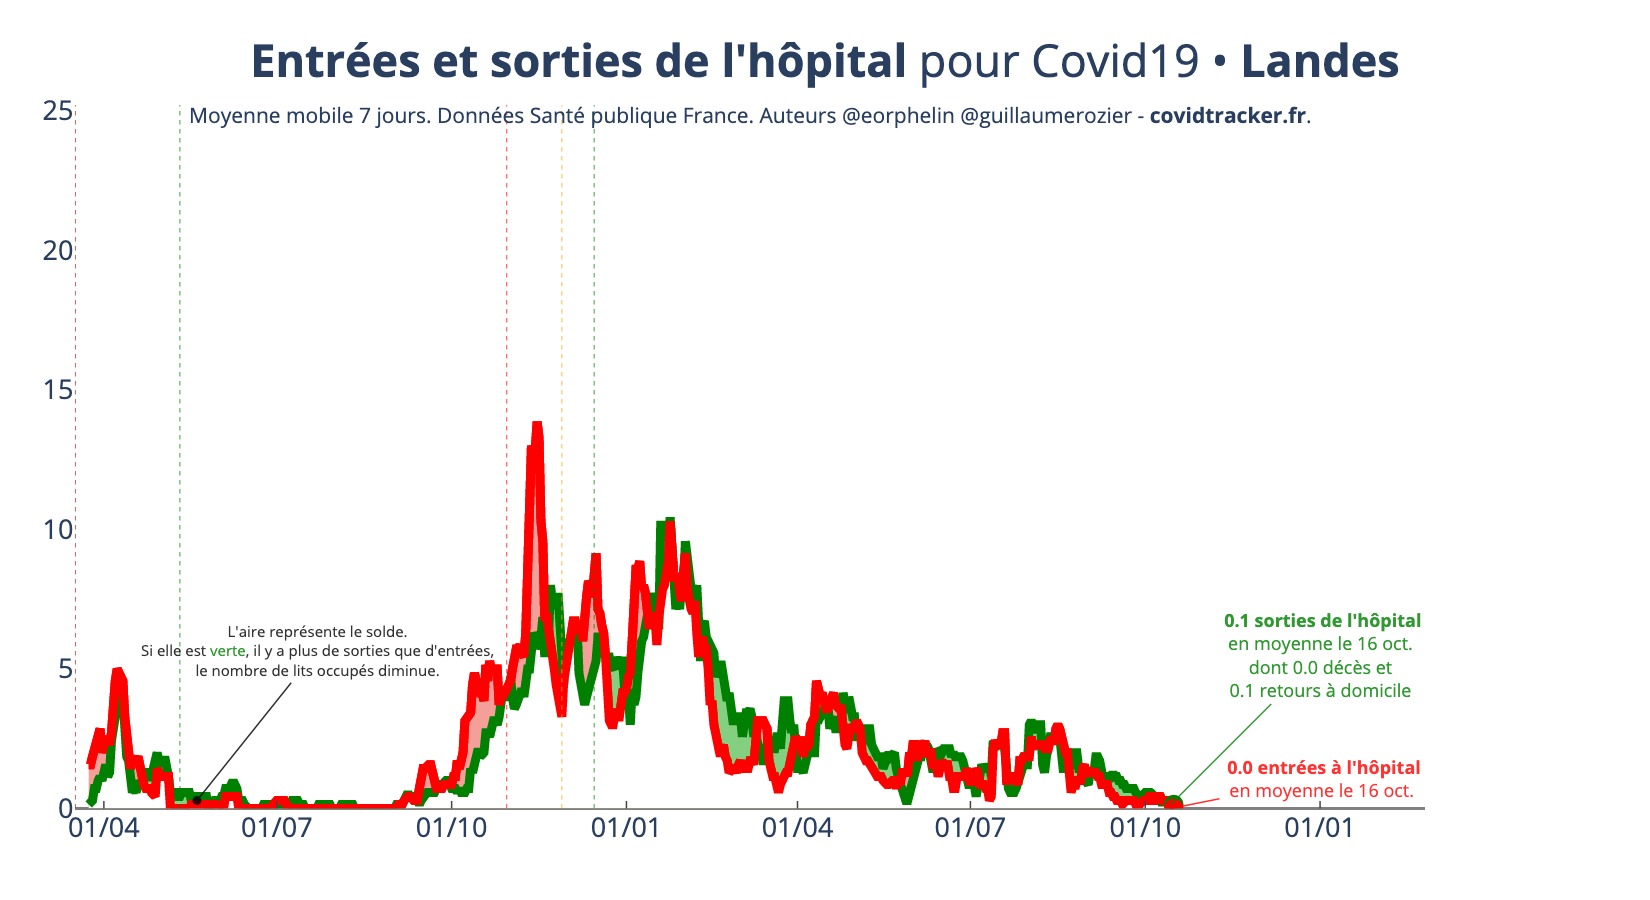 Entrées et sorties de l'hôpital pour Covid19 • Landes
Moyenne mobile 7 jours. Données Santé publique France. Auteurs @eorphelin @guillaumerozier - covidtracker.fr.
25
20
15
10
5
0
L'aire représente le solde.
Si elle est verte, il y a plus de sorties que d'entrées,
le nombre de lits occupés diminue.
0.1 sorties de l'hôpital
en moyenne le 16 oct.
dont 0.0 décès et
0.1 retours à domicile
0.0 entrées à l'hôpital
en moyenne le 16 oct.
01/04 01/07 01/10 01/01 01/04 01/07 01/10 01/01